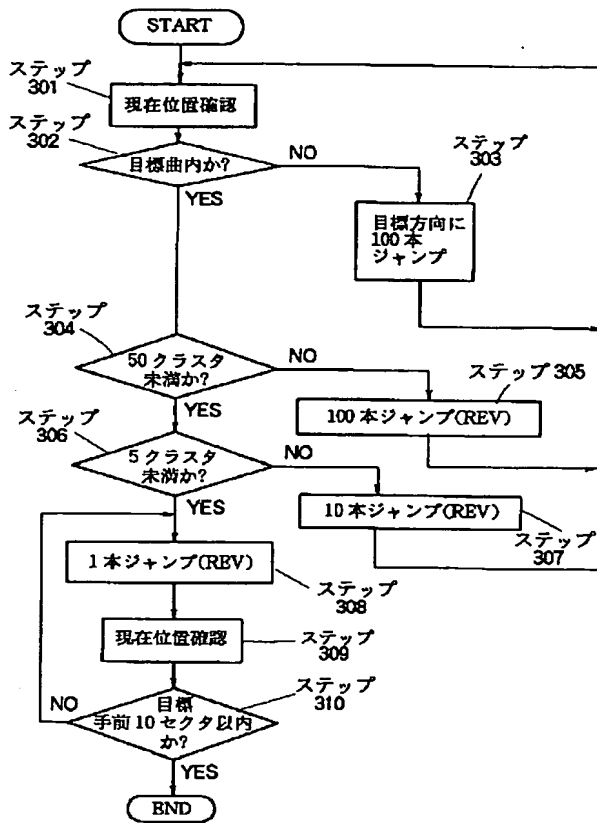 START
ステップ
301
現在位置確認
ステップ
302
目標曲内か?
NO
YES
ステップ
303
目標方向に
100本
ジャンプ
ステップ
304
50クラスタ
未満か?
NO
YES
ステップ305
100本ジャンプ(REV)
ステップ
306
5クラスタ
未満か?
NO
YES
10本ジャンプ(REV)
ステップ
307
1本ジャンプ(REV)
ステップ
308
現在位置確認
ステップ
309
目標
手前10セクタ以内
か?
NO
YES
ステップ
310
END